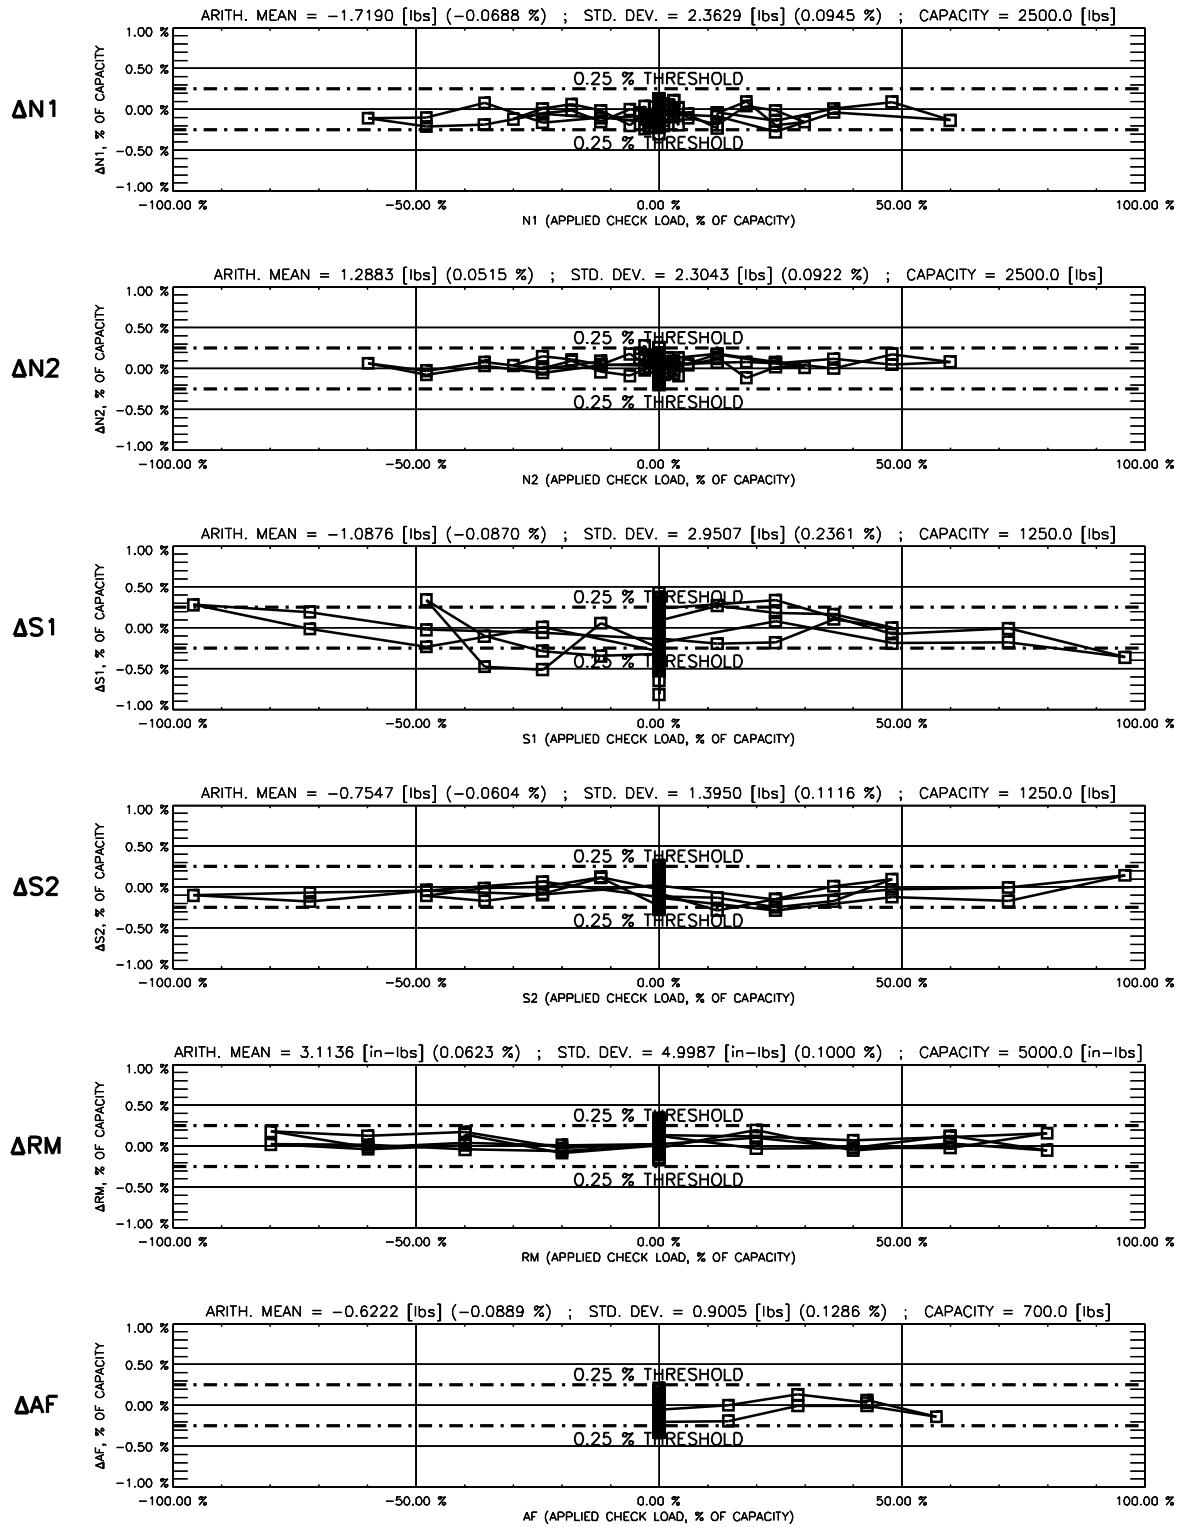 ARITH. MEAN = −1.7190 [lbs] (−0.0688 %) ; STD. DEV. = 2.3629 [lbs] (0.0945 %) ; CAPACITY = 2500.0 [lbs]
ΔN1
ΔN1, % OF CAPACITY
1.00 %
0.50 %
0.00 %
−0.50 %
−1.00 %
0.25 % THRESHOLD
0.25 % THRESHOLD
−100.00 % −50.00 % 0.00 % 50.00 % 100.00 %
N1 (APPLIED CHECK LOAD, % OF CAPACITY)
ARITH. MEAN = 1.2883 [lbs] (0.0515 %) ; STD. DEV. = 2.3043 [lbs] (0.0922 %) ; CAPACITY = 2500.0 [lbs]
ΔN2
ΔN2, % OF CAPACITY
1.00 %
0.50 %
0.00 %
−0.50 %
−1.00 %
0.25 % THRESHOLD
0.25 % THRESHOLD
−100.00 % −50.00 % 0.00 % 50.00 % 100.00 %
N2 (APPLIED CHECK LOAD, % OF CAPACITY)
ARITH. MEAN = −1.0876 [lbs] (−0.0870 %) ; STD. DEV. = 2.9507 [lbs] (0.2361 %) ; CAPACITY = 1250.0 [lbs]
ΔS1
ΔS1, % OF CAPACITY
1.00 %
0.50 %
0.00 %
−0.50 %
−1.00 %
0.25 % THRESHOLD
0.25 % THRESHOLD
−100.00 % −50.00 % 0.00 % 50.00 % 100.00 %
S1 (APPLIED CHECK LOAD, % OF CAPACITY)
ARITH. MEAN = −0.7547 [lbs] (−0.0604 %) ; STD. DEV. = 1.3950 [lbs] (0.1116 %) ; CAPACITY = 1250.0 [lbs]
ΔS2
ΔS2, % OF CAPACITY
1.00 %
0.50 %
0.00 %
−0.50 %
−1.00 %
0.25 % THRESHOLD
0.25 % THRESHOLD
−100.00 % −50.00 % 0.00 % 50.00 % 100.00 %
S2 (APPLIED CHECK LOAD, % OF CAPACITY)
ARITH. MEAN = 3.1136 [in−lbs] (0.0623 %) ; STD. DEV. = 4.9987 [in−lbs] (0.1000 %) ; CAPACITY = 5000.0 [in−lbs]
ΔRM
ΔRM, % OF CAPACITY
1.00 %
0.50 %
0.00 %
−0.50 %
−1.00 %
0.25 % THRESHOLD
0.25 % THRESHOLD
−100.00 % −50.00 % 0.00 % 50.00 % 100.00 %
RM (APPLIED CHECK LOAD, % OF CAPACITY)
ARITH. MEAN = −0.6222 [lbs] (−0.0889 %) ; STD. DEV. = 0.9005 [lbs] (0.1286 %) ; CAPACITY = 700.0 [lbs]
ΔAF
ΔAF, % OF CAPACITY
1.00 %
0.50 %
0.00 %
−0.50 %
−1.00 %
0.25 % THRESHOLD
0.25 % THRESHOLD
−100.00 % −50.00 % 0.00 % 50.00 % 100.00 %
AF (APPLIED CHECK LOAD, % OF CAPACITY)